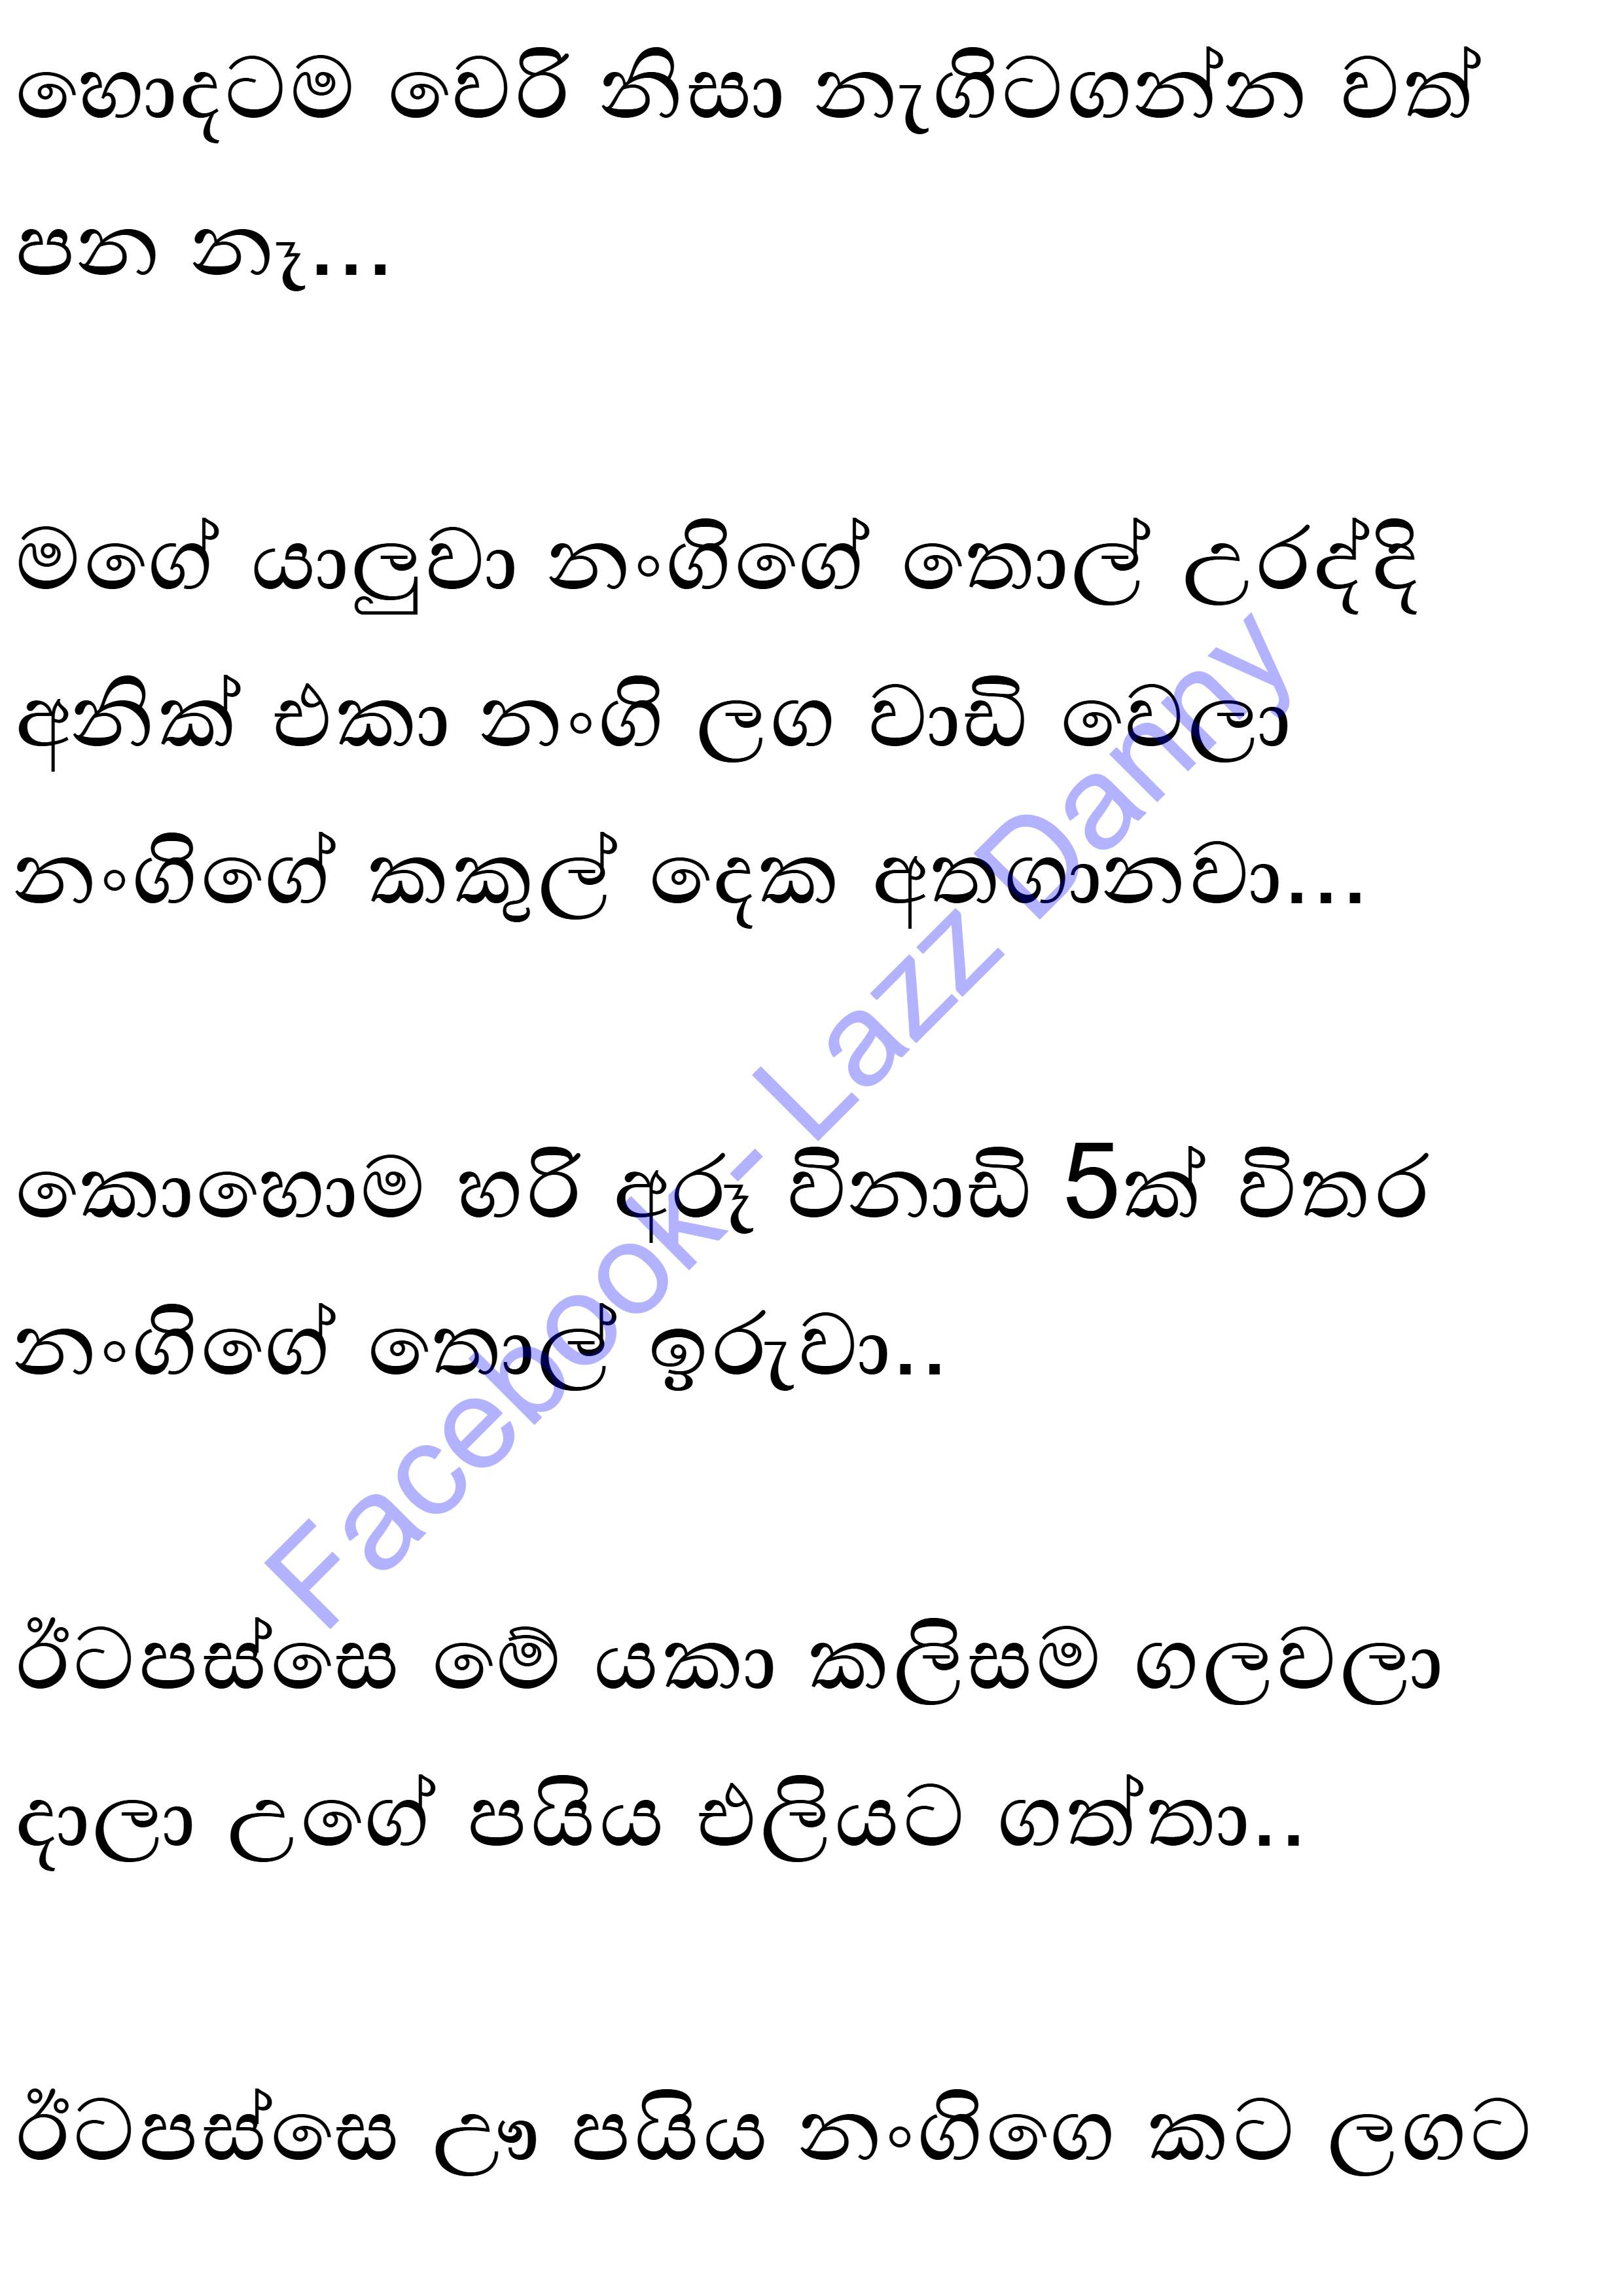 හොදටම වෙරි නිසා නැගිටගන්න වත්
පන නෑ...
මගේ යාලුවා නංගිගේ තොල් උරද්දි
අනික් එකා නංගි ලග වාඩි වෙලා
නංගිගේ කකුල් දෙක අතගානවා...
කොහොම හරි අරූ විනාඩි 5ක් විතර
නංගිගේ තොල් ඉරුවා..
ඊටපස්සෙ මේ යකා කලිසම ගලවලා
දාලා උගේ පයිය එලියට ගත්තා..
ඊටපස්සෙ ඌ පයිය නංගිගෙ කට ලගට
Facebook- Lazz Danny